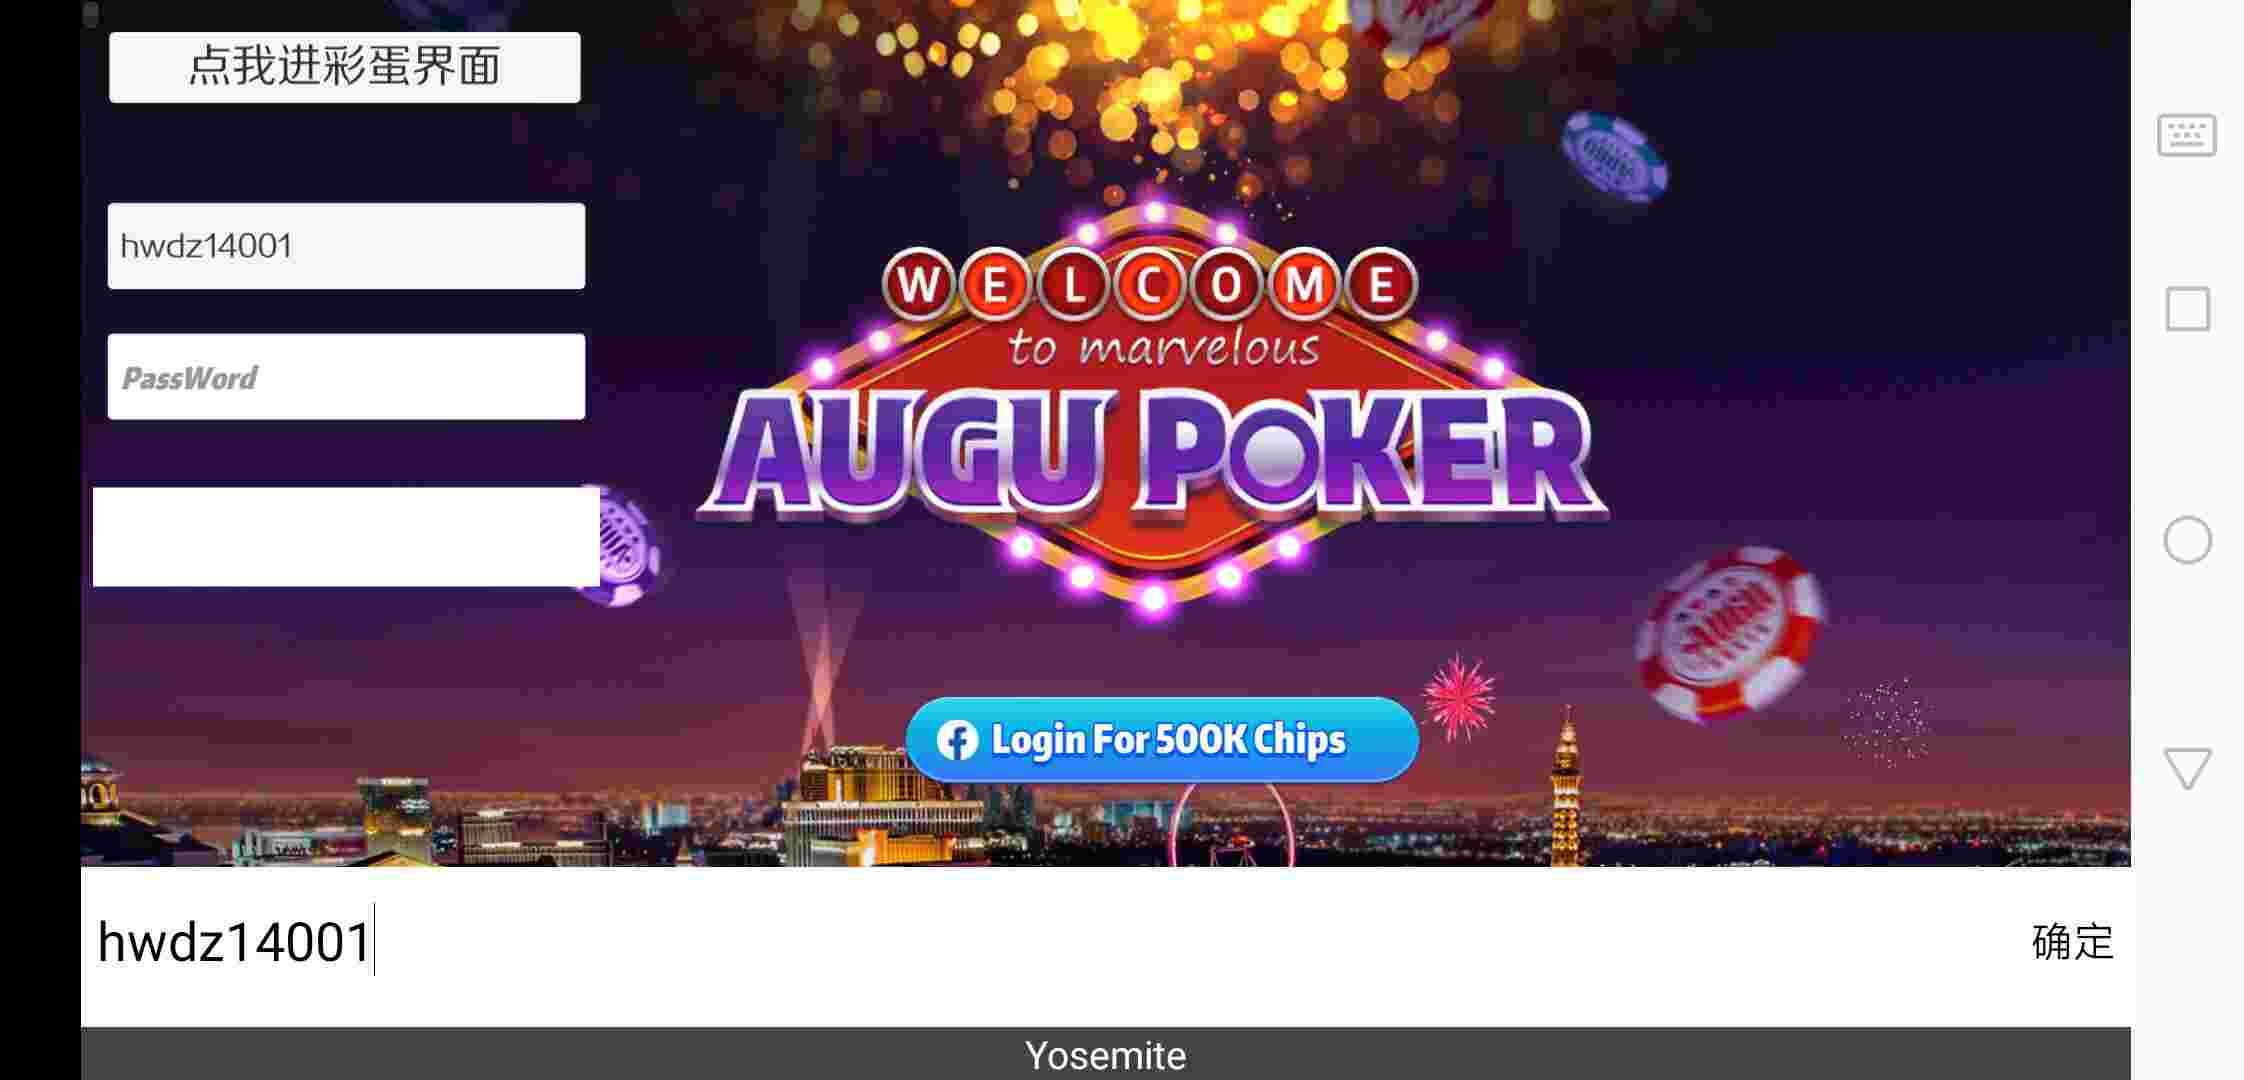 点我进彩蛋界面
hwdz14001
PassWord
WELCOME
to marvelous
AUGU POKER
Login For 500K Chips
hwdz14001
确定
Yosemite